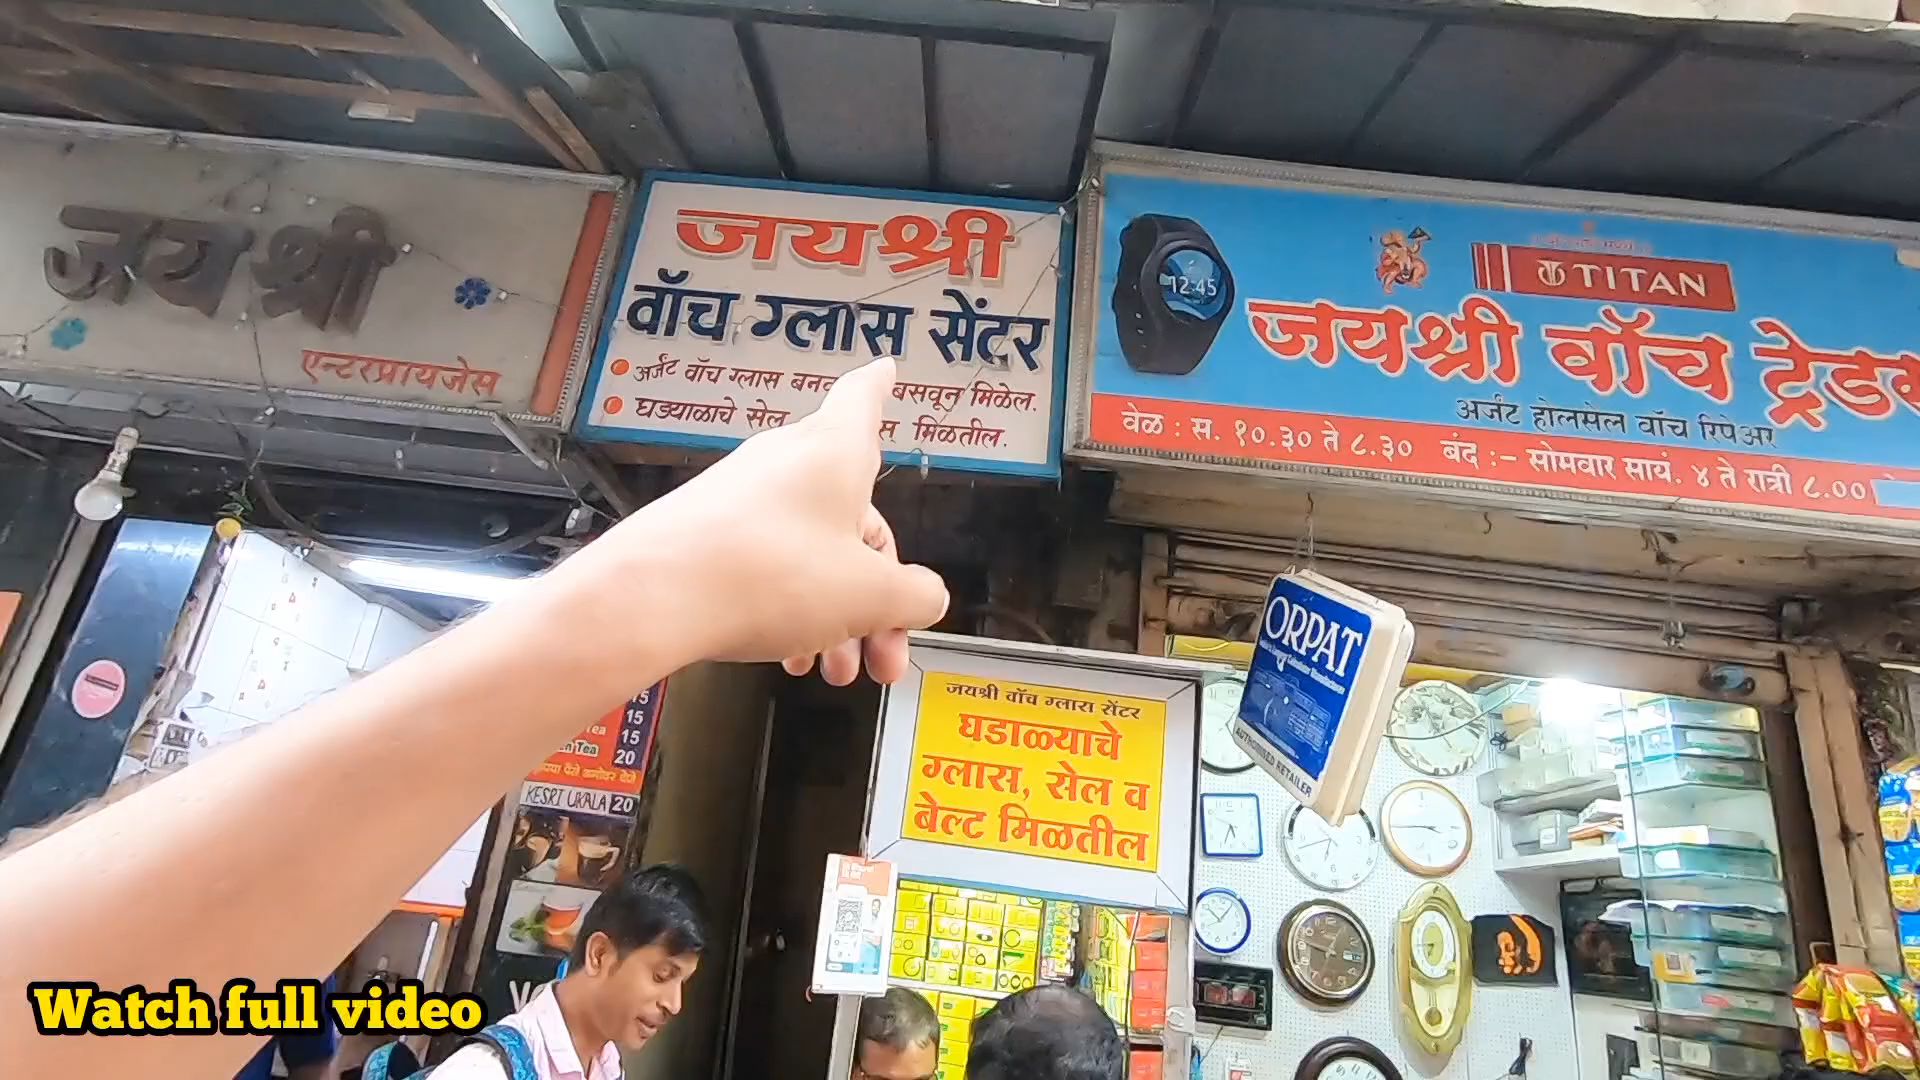 जयश्री
एन्टरप्रायजेस
जयश्री
वॉच ग्लास सेंटर
अर्जंट वॉच ग्लास बसवून मिळेल.
घड्याळाचे सेल मिळतील.
12:45
TITAN
जयश्री वॉच
अर्जंट होलसेल वॉच रिपेअर
वेळ : स. १०.३० ते ८.३० बंद :- सोमवार सायं. ४ ते रात्री ८.००
ORPAT
AUTHORISED RETAILER
जयश्री वॉच ग्लास सेंटर
घडाळ्याचे
ग्लास, सेल व
बेल्ट मिळतील
15
15
15
Tea 20
KESRI UKALA 20
Watch full video